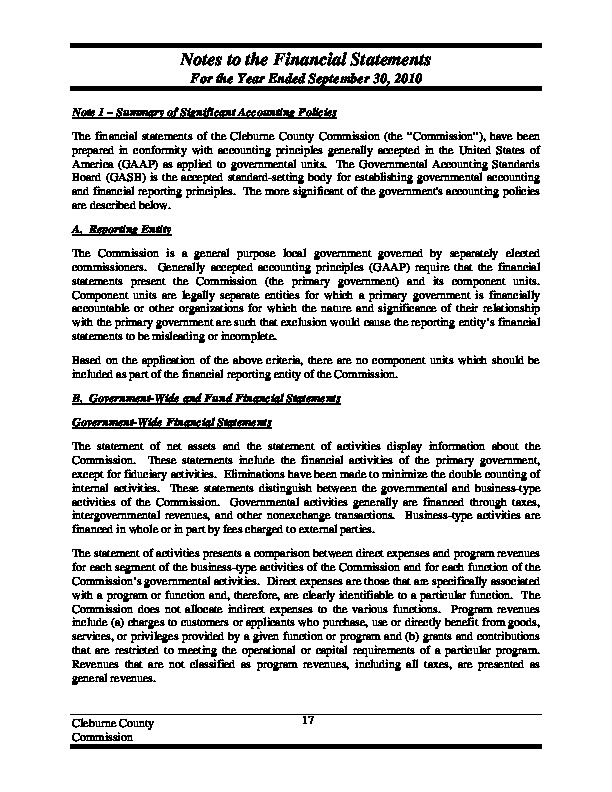 Notes to the Financial Statements
For the Year Ended September 30, 2010
Note 1 – Summary of Significant Accounting Policies
The financial statements of the Cleburne County Commission (the "Commission"), have been
prepared in conformity with accounting principles generally accepted in the United States of
America (GAAP) as applied to governmental units. The Governmental Accounting Standards
Board (GASB) is the accepted standard-setting body for establishing governmental accounting
and financial reporting principles. The more significant of the government's accounting policies
are described below.
A. Reporting Entity
The Commission is a general purpose local government governed by separately elected
commissioners. Generally accepted accounting principles (GAAP) require that the financial
statements present the Commission (the primary government) and its component units.
Component units are legally separate entities for which a primary government is financially
accountable or other organizations for which the nature and significance of their relationship
with the primary government are such that exclusion would cause the reporting entity's financial
statements to be misleading or incomplete.
Based on the application of the above criteria, there are no component units which should be
included as part of the financial reporting entity of the Commission.
B. Government-Wide and Fund Financial Statements
Government-Wide Financial Statements
The statement of net assets and the statement of activities display information about the
Commission. These statements include the financial activities of the primary government,
except for fiduciary activities. Eliminations have been made to minimize the double counting of
internal activities. These statements distinguish between the governmental and business-type
activities of the Commission. Governmental activities generally are financed through taxes,
intergovernmental revenues, and other nonexchange transactions. Business-type activities are
financed in whole or in part by fees charged to external parties.
The statement of activities presents a comparison between direct expenses and program revenues
for each segment of the business-type activities of the Commission and for each function of the
Commission's governmental activities. Direct expenses are those that are specifically associated
with a program or function and, therefore, are clearly identifiable to a particular function. The
Commission does not allocate indirect expenses to the various functions. Program revenues
include (a) charges to customers or applicants who purchase, use or directly benefit from goods,
services, or privileges provided by a given function or program and (b) grants and contributions
that are restricted to meeting the operational or capital requirements of a particular program.
Revenues that are not classified as program revenues, including all taxes, are presented as
general revenues.
Cleburne County
Commission
17